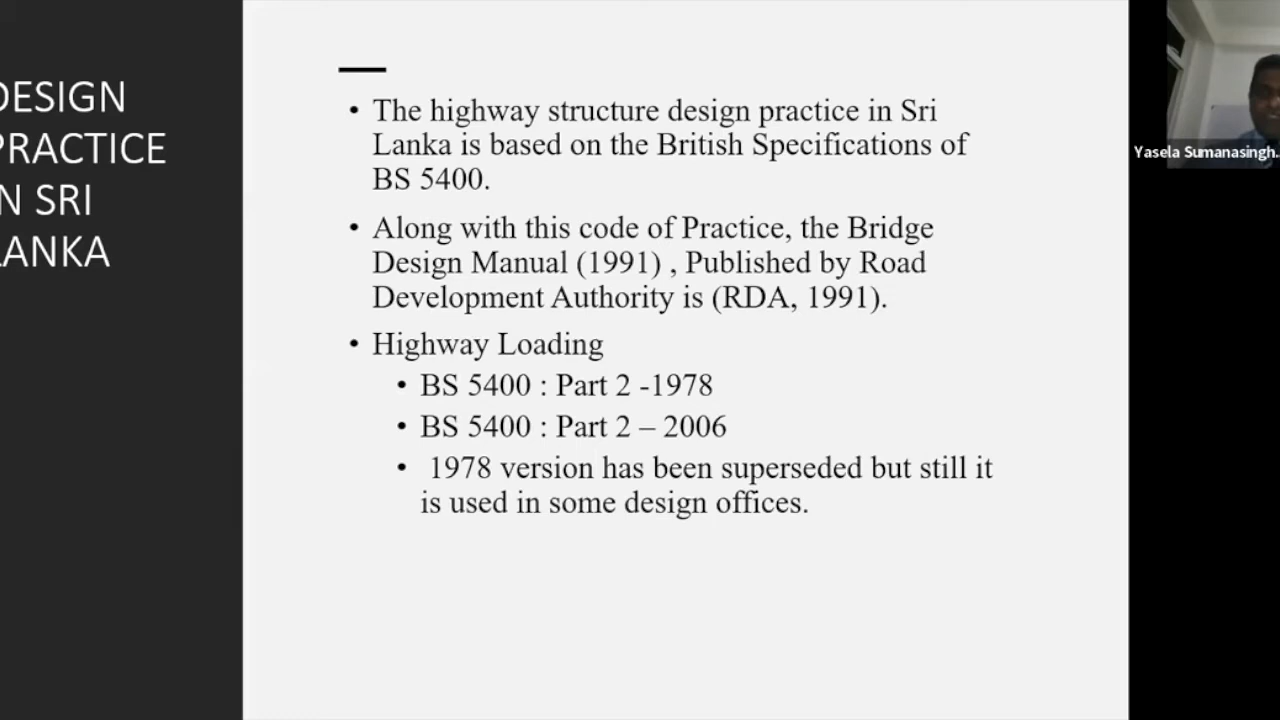 DESIGN
PRACTICE
IN SRI
LANKA
• The highway structure design practice in Sri
Lanka is based on the British Specifications of
BS 5400.
• Along with this code of Practice, the Bridge
Design Manual (1991) , Published by Road
Development Authority is (RDA, 1991).
• Highway Loading
• BS 5400 : Part 2 -1978
• BS 5400 : Part 2 – 2006
• 1978 version has been superseded but still it
is used in some design offices.
Yasela Sumanasingh..